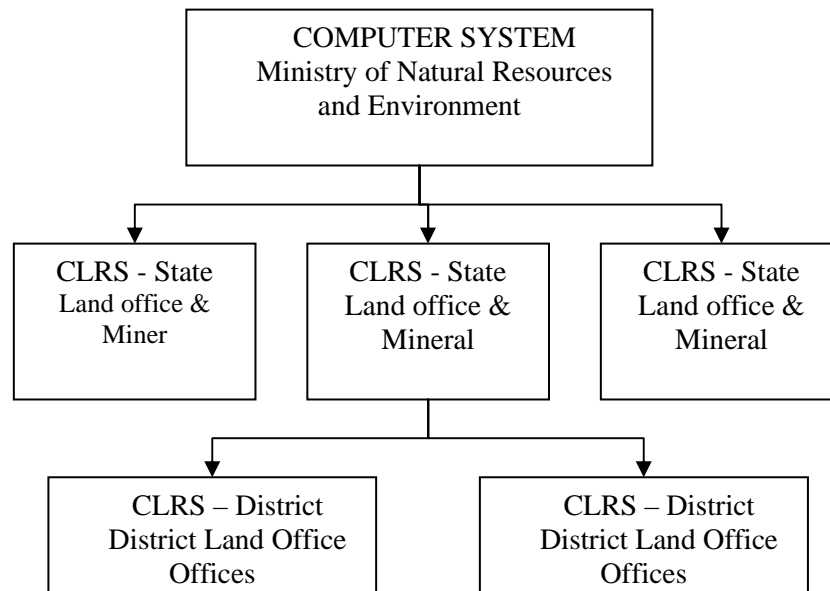 COMPUTER SYSTEM
Ministry of Natural Resources
and Environment
CLRS - State
Land office &
Miner
CLRS - State
Land office &
Mineral
CLRS - State
Land office &
Mineral
CLRS – District
District Land Office
Offices
CLRS – District
District Land Office
Offices